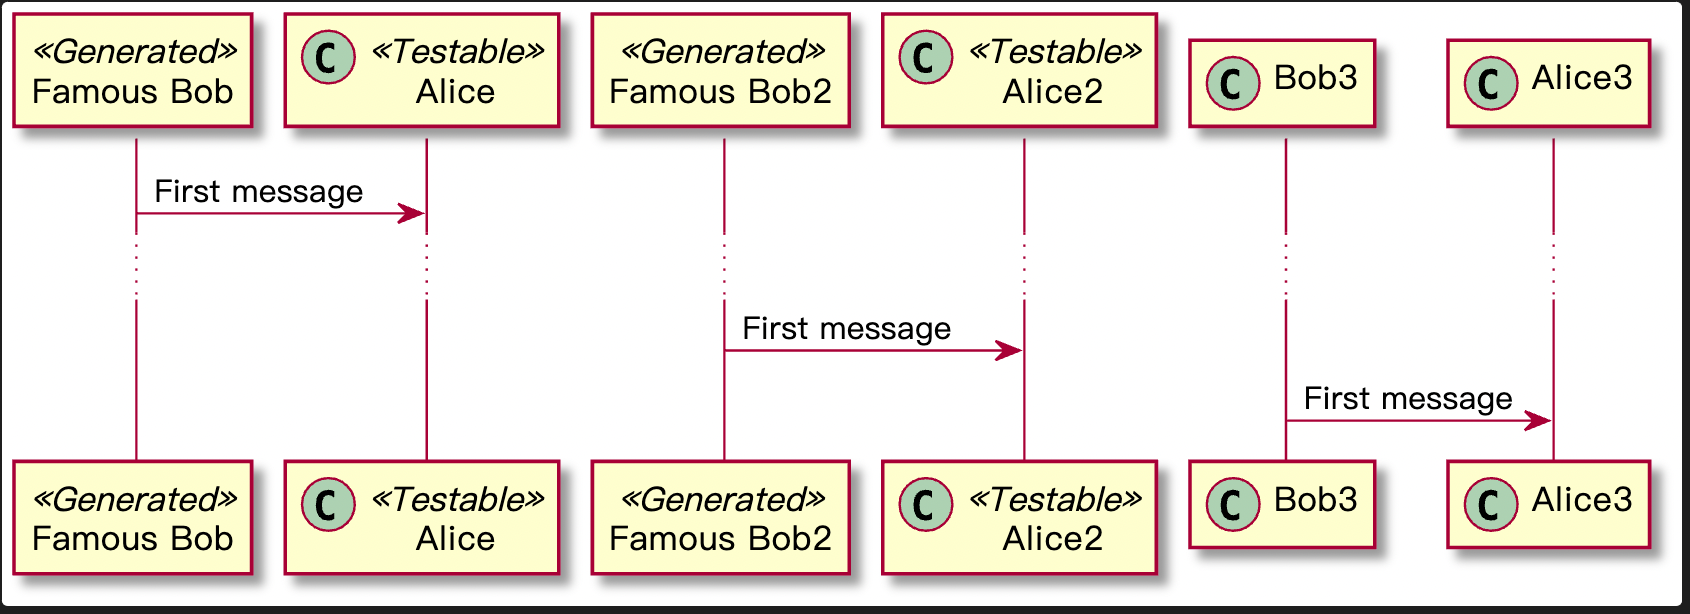 «Generated»
Famous Bob
C «Testable»
Alice
«Generated»
Famous Bob2
C «Testable»
Alice2
C Bob3
C Alice3
First message
First message
First message
«Generated»
Famous Bob
C «Testable»
Alice
«Generated»
Famous Bob2
C «Testable»
Alice2
C Bob3
C Alice3